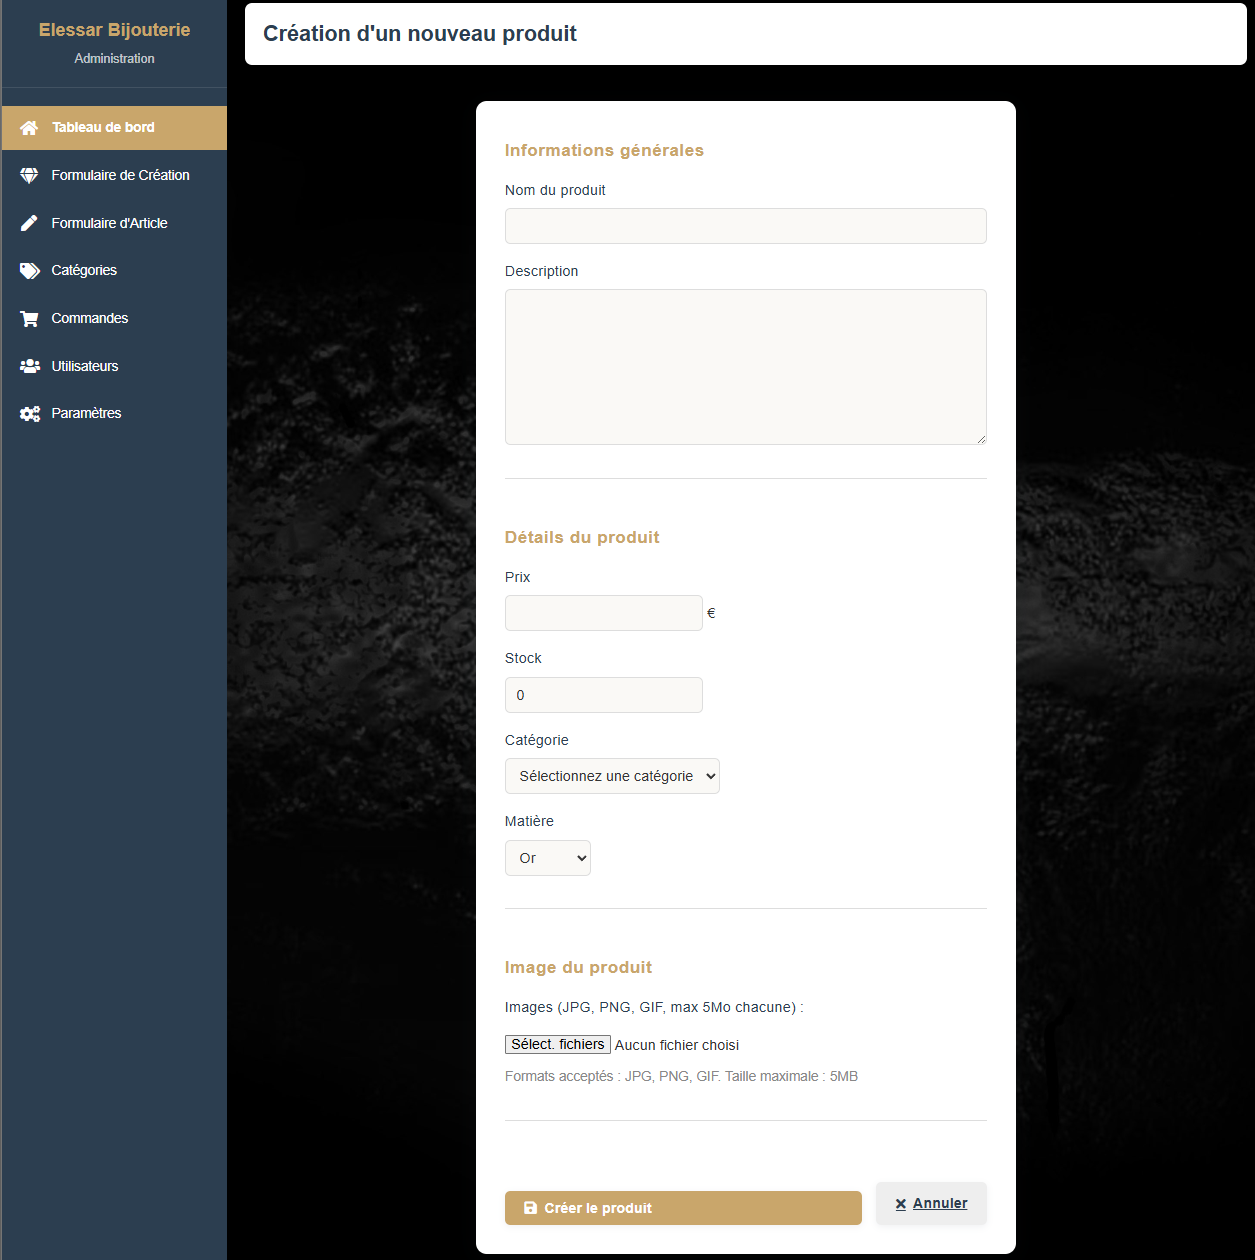 Elessar Bijouterie
Administration
Tableau de bord
Formulaire de Création
Formulaire d'Article
Catégories
Commandes
Utilisateurs
Paramètres
Création d'un nouveau produit
Informations générales
Nom du produit
Description
Détails du produit
Prix
€
Stock
0
Catégorie
Sélectionnez une catégorie
Matière
Or
Image du produit
Images (JPG, PNG, GIF, max 5Mo chacune) :
Sélect. fichiers Aucun fichier choisi
Formats acceptés : JPG, PNG, GIF. Taille maximale : 5MB
Créer le produit
Annuler